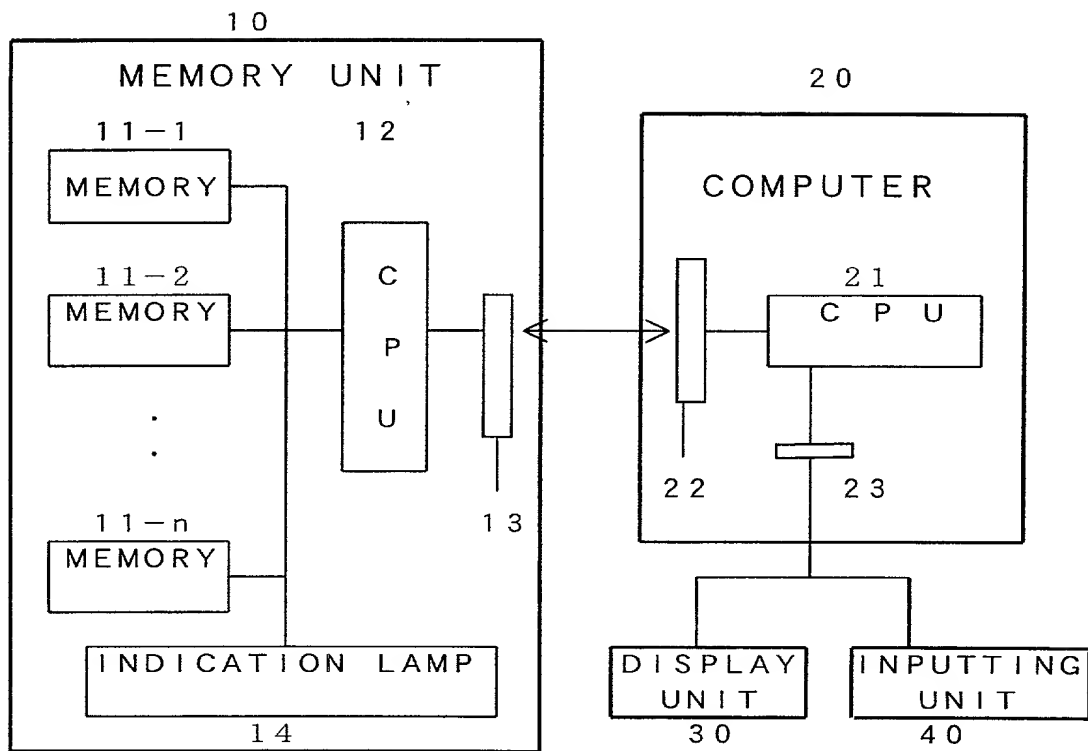 10
MEMORY UNIT
20
11-1
12
MEMORY
COMPUTER
11-2
MEMORY
C
P
U
21
CPU
22
23
13
11-n
MEMORY
INDICATION LAMP
14
DISPLAY
UNIT
30
INPUTTING
UNIT
40